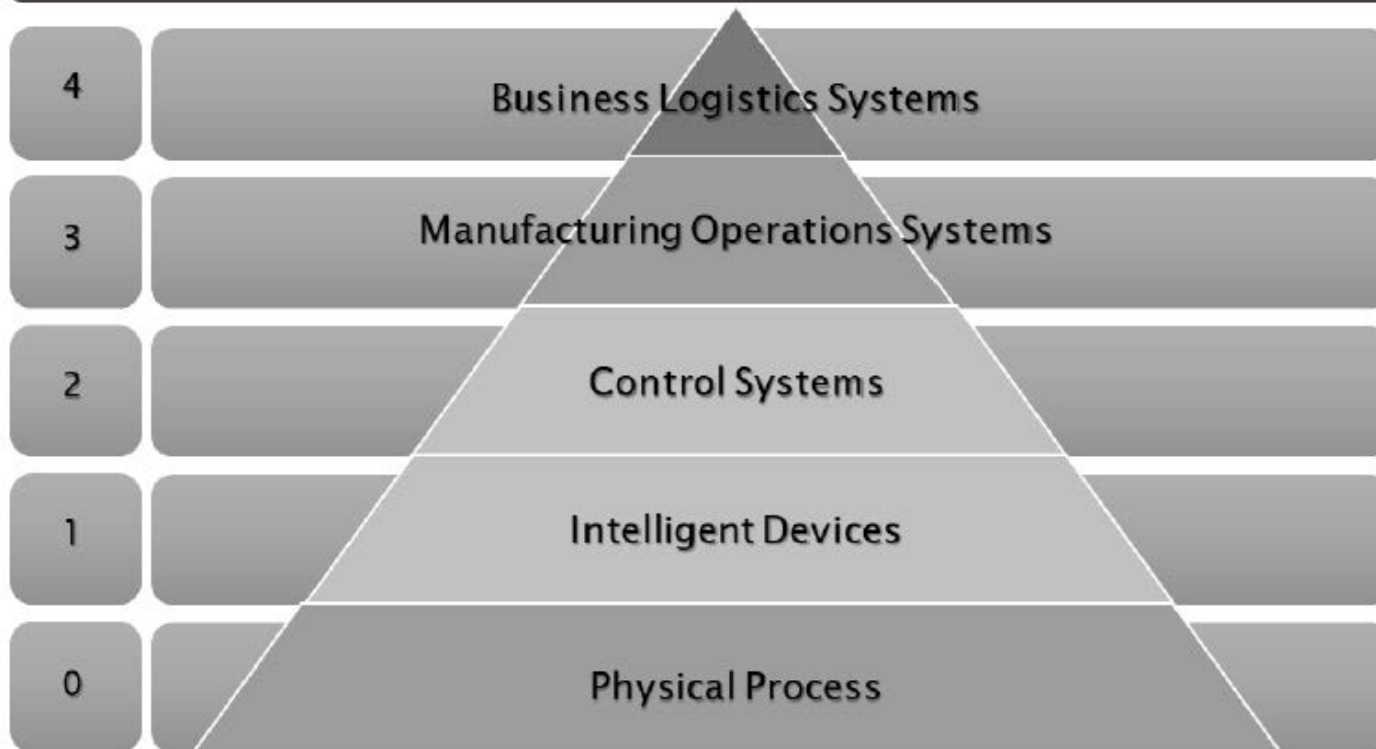 4
Business Logistics Systems
3
Manufacturing Operations Systems
2
Control Systems
1
Intelligent Devices
0
Physical Process